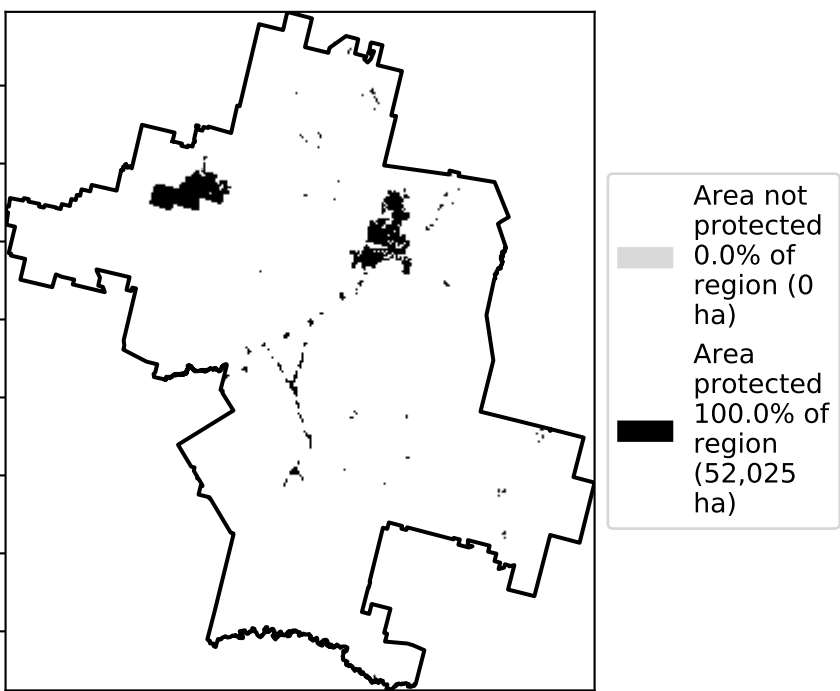 Area not
protected
0.0% of
region (0
ha)
Area
protected
100.0% of
region
(52,025
ha)